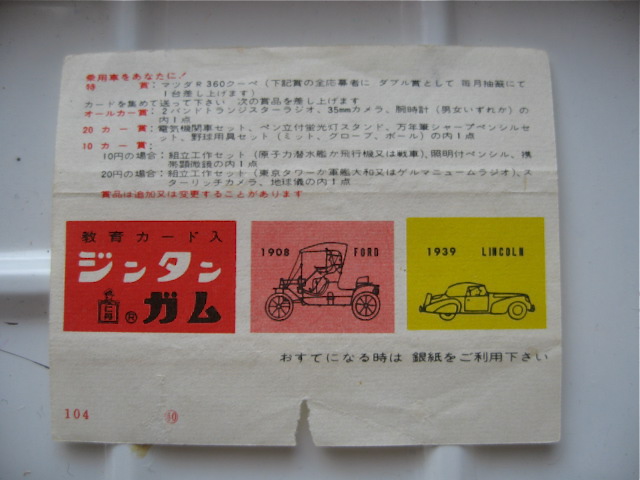 乗用車をあなたに！
特　　賞：マツダR360クーペ（下記賞の全応募者に ダブル賞として 毎月抽籤にて
1台差し上げます）
カードを集めて送って下さい 次の賞品を差し上げます
オールカー賞：2バンドトランジスターラジオ、35mmカメラ、腕時計（男女いずれか）の
内1点
20 カー賞：電気機関車セット、ペン立付蛍光灯スタンド、万年筆シャープペンシルセ
ット、野球用具セット（ミット、グローブ、ボール）の内1点
10 カー賞：
10円の場合：組立工作セット（原子力潜水艦か飛行機又は戦車）、照明付ペンシル、携
帯顕微鏡の内1点
20円の場合：組立工作セット（東京タワーか軍艦大和又はゲルマニュームラジオ）、ス
ターリッチカメラ、地球儀の内1点
賞品は追加又は変更することがあります
教育カード入
ジンタン
仁丹 ® ガム
1908 FORD
1939 LINCOLN
おすてになる時は 銀紙をご利用下さい
104 ⑩